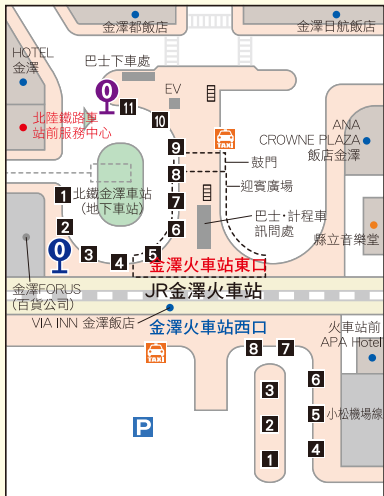 金澤都飯店
金澤日航飯店
HOTEL
金澤
巴士下車處
0
11
EV
北陸鐵路車
站前服務中心
10
TAXI
ANA
CROWNE PLAZA
飯店金澤
9
鼓門
8
迎賓廣場
1
北鐵金澤車站
(地下車站)
7
2
6
巴士·計程車
訊問處
縣立音樂堂
0
3
4
5
金澤火車站東口
金澤FORUS
(百貨公司)
JR金澤火車站
VIA INN 金澤飯店
金澤火車站西口
火車站前
APA Hotel
TAXI
8
7
6
3
5
小松機場線
2
P
4
1